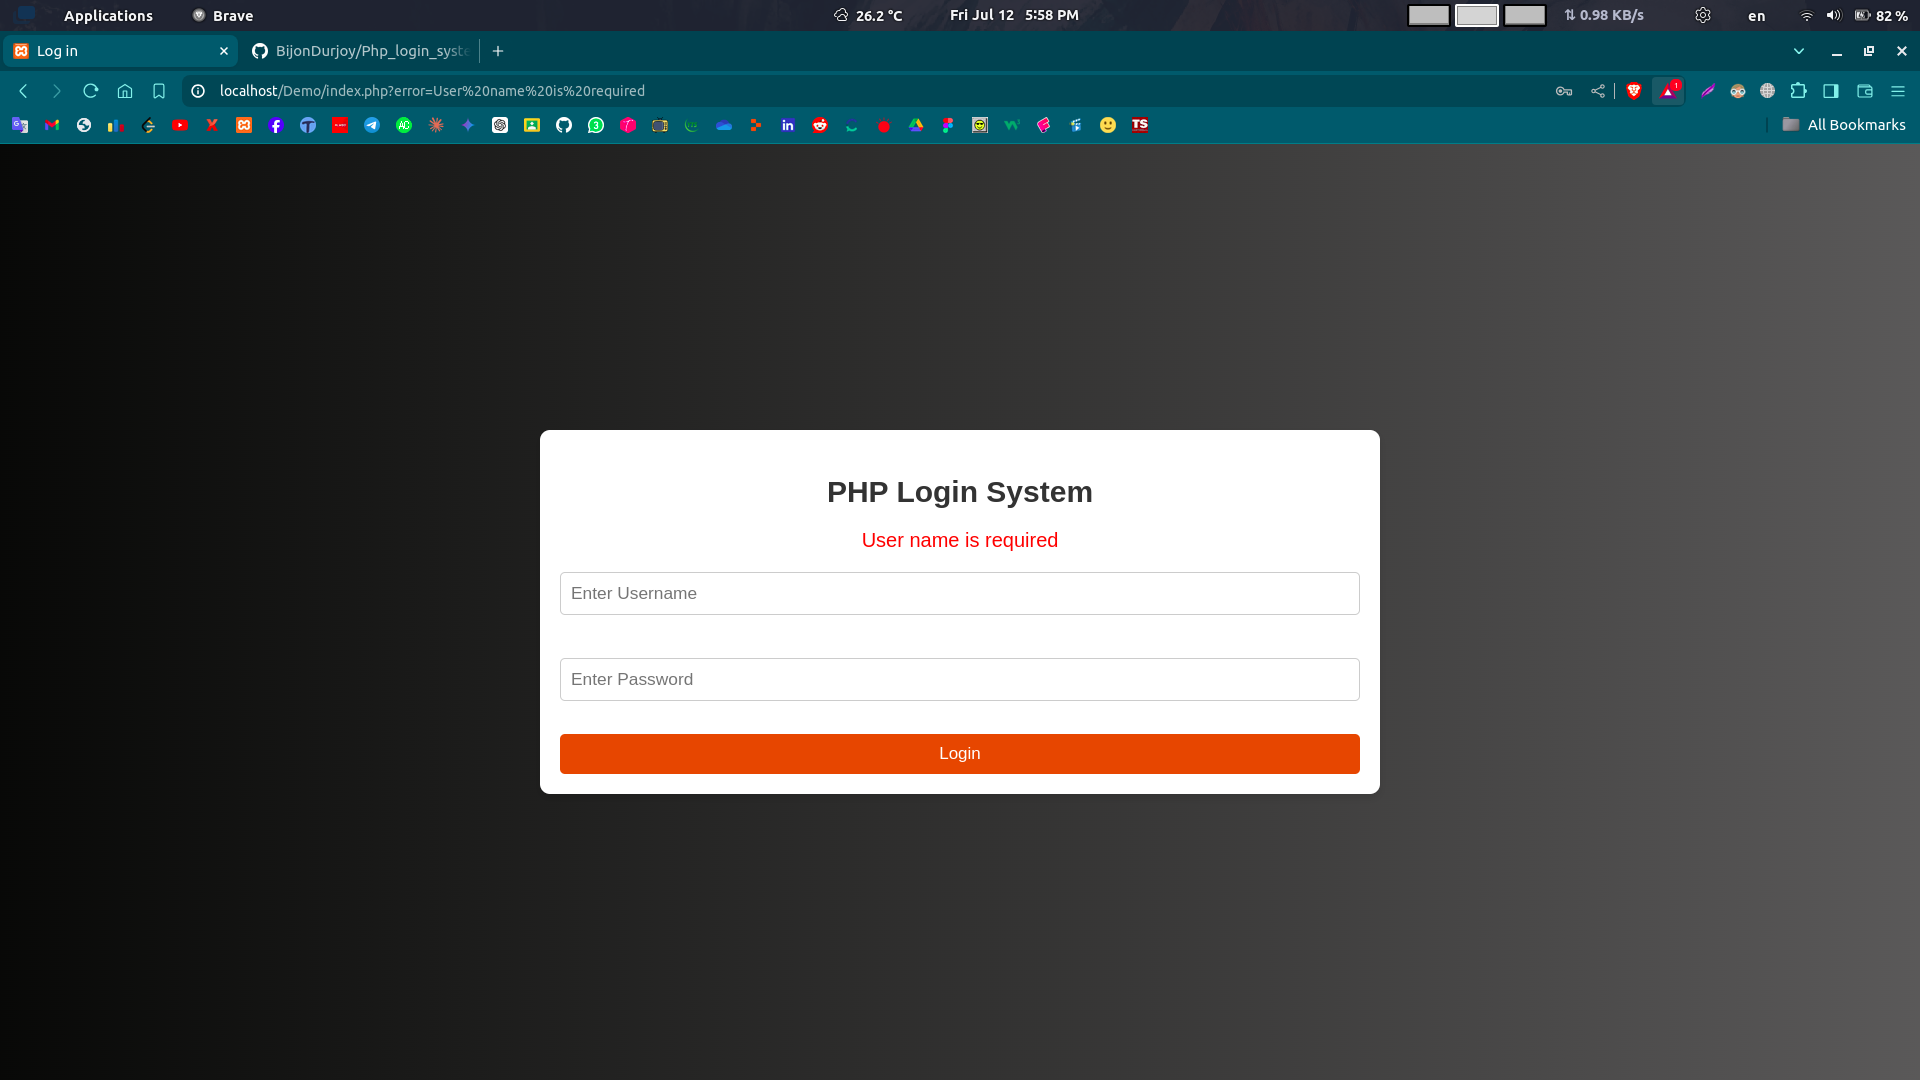 Applications
Brave
26.2 °C
Fri Jul 12 5:58 PM
0.98 KB/s
en
82 %
Log in
BijonDurjoy/Php_login_syste
localhost/Demo/index.php?error=User%20name%20is%20required
1
All Bookmarks
PHP Login System
User name is required
Enter Username
Enter Password
Login